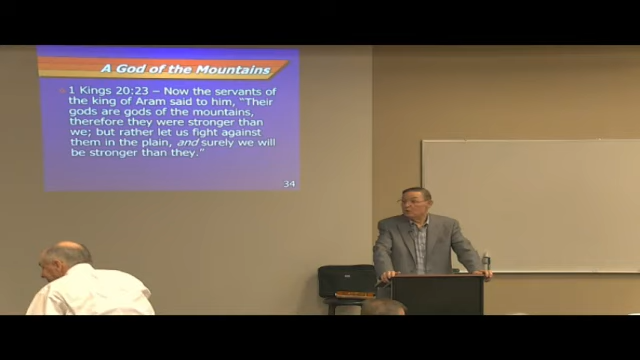 A God of the Mountains
1 Kings 20:23 – Now the servants of
the king of Aram said to him, "Their
gods are gods of the mountains,
therefore they were stronger than
we; but rather let us fight against
them in the plain, and surely we will
be stronger than they."
34